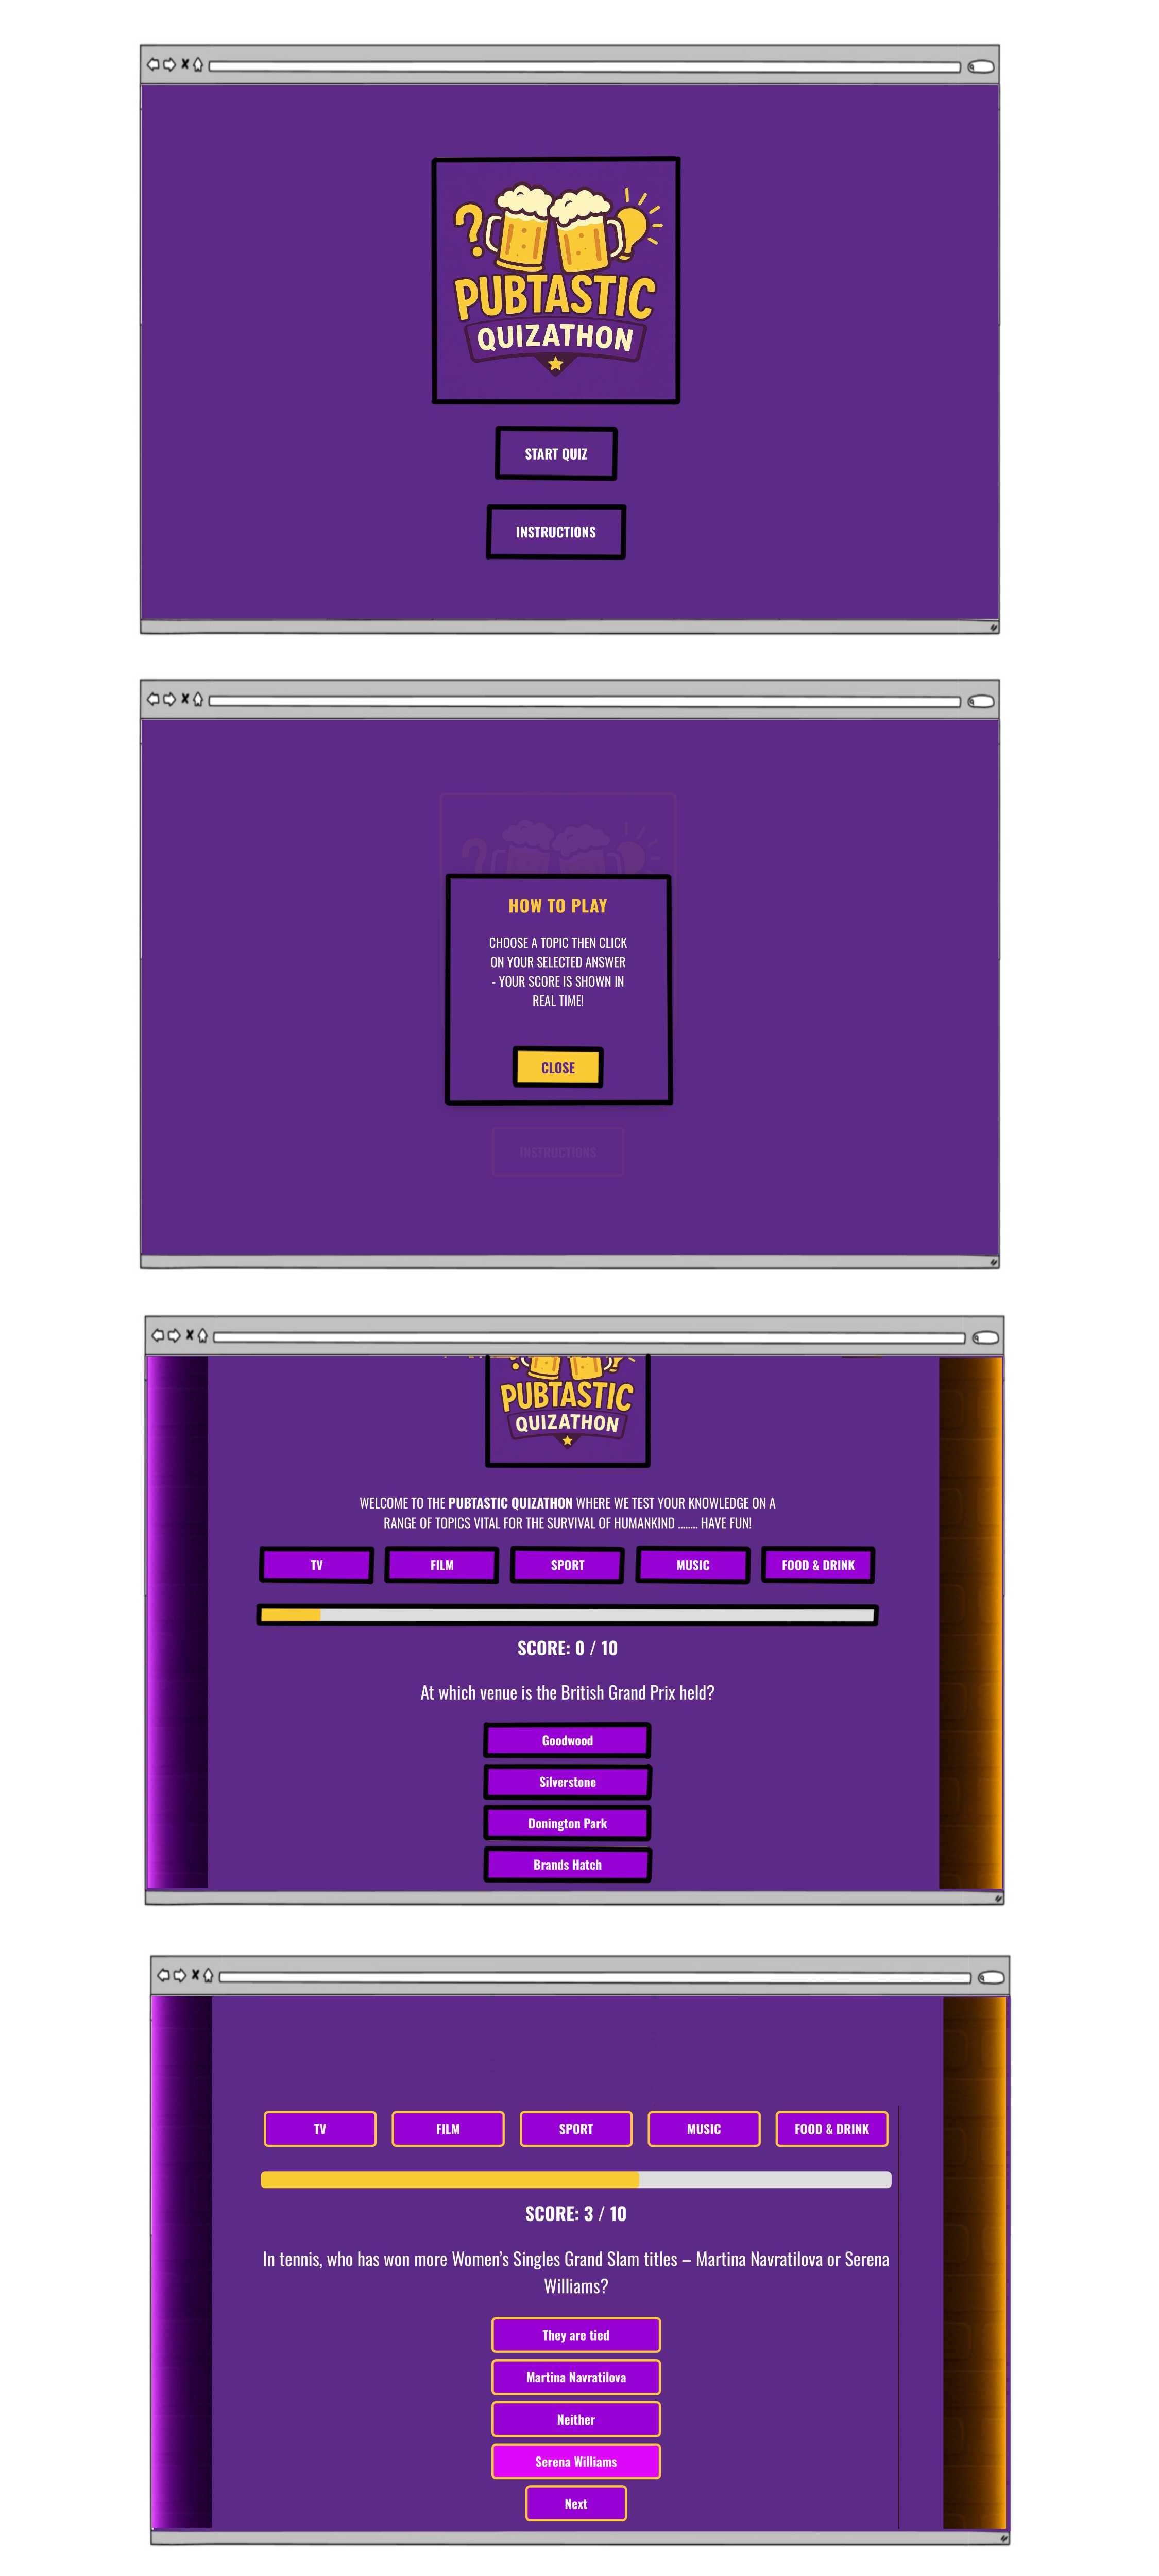 PUBTASTIC
QUIZATHON
START QUIZ
INSTRUCTIONS
HOW TO PLAY
CHOOSE A TOPIC THEN CLICK
ON YOUR SELECTED ANSWER
- YOUR SCORE IS SHOWN IN
REAL TIME!
CLOSE
INSTRUCTIONS
PUBTASTIC
QUIZATHON
WELCOME TO THE PUBTASTIC QUIZATHON WHERE WE TEST YOUR KNOWLEDGE ON A
RANGE OF TOPICS VITAL FOR THE SURVIVAL OF HUMANKIND ........ HAVE FUN!
TV FILM SPORT MUSIC FOOD & DRINK
SCORE: 0 / 10
At which venue is the British Grand Prix held?
Goodwood
Silverstone
Donington Park
Brands Hatch
TV FILM SPORT MUSIC FOOD & DRINK
SCORE: 3 / 10
In tennis, who has won more Women’s Singles Grand Slam titles – Martina Navratilova or Serena
Williams?
They are tied
Martina Navratilova
Neither
Serena Williams
Next